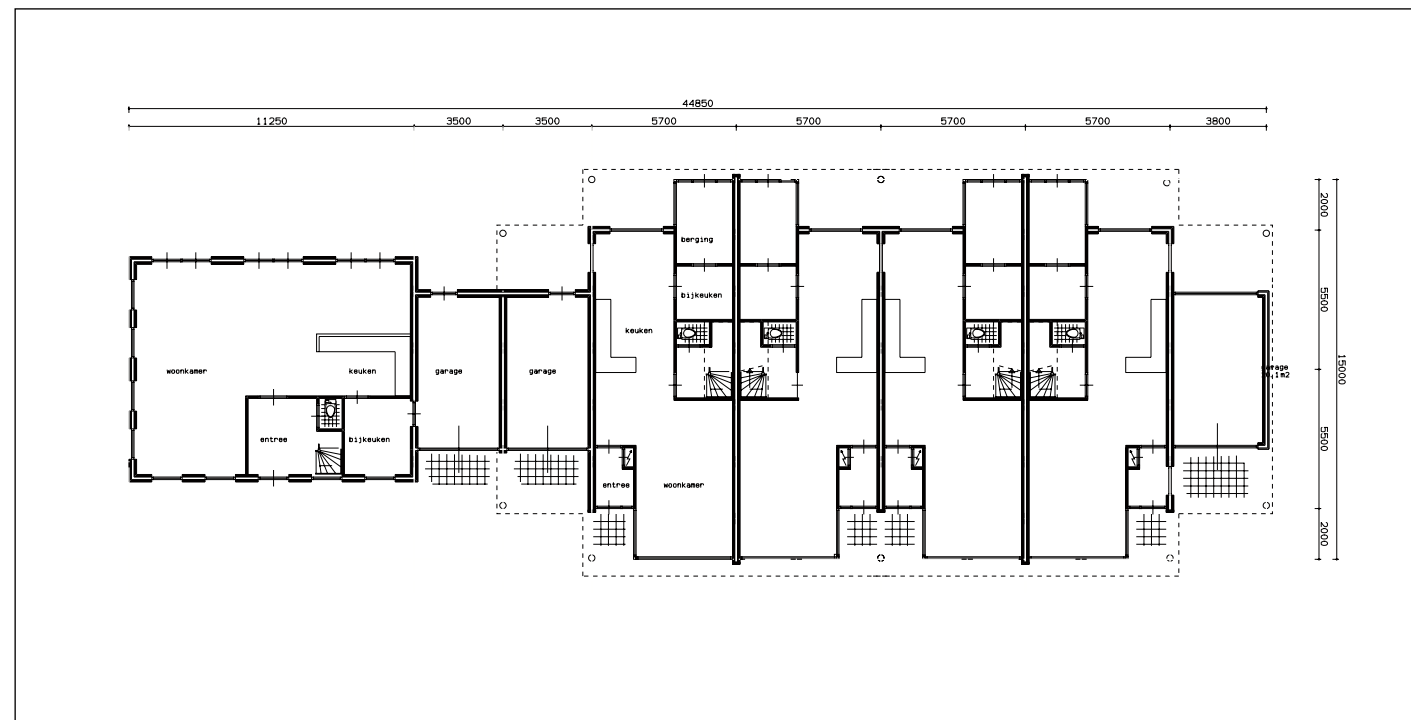 44850
11250 3500 3500 5700 5700 5700 5700 3800
2000
5500
15000
5500
2000
berging
bijkeuken
keuken
woonkamer keuken garage garage
garage
entree bijkeuken
entree woonkamer